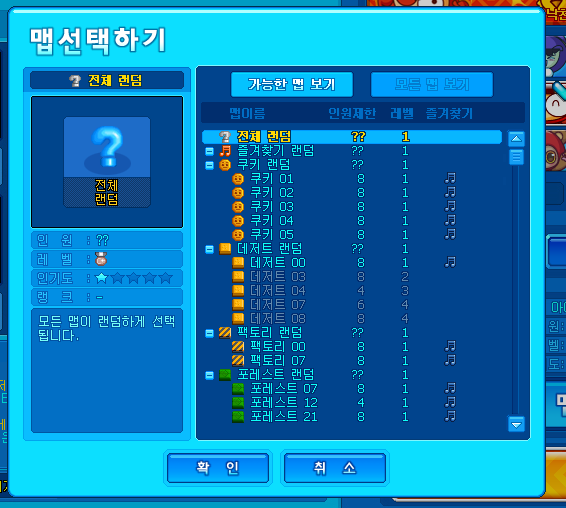 맵선택하기
전체 랜덤
전체
랜덤
인 원 : ??
레 벨 :
인기도 :
랭 크 : -
모든 맵이 랜덤하게 선택
됩니다.
가능한 맵 보기 모든 맵 보기
맵이름 인원제한 레벨 즐겨찾기
전체 랜덤 ?? 1
즐겨찾기 랜덤 ?? 1
쿠키 랜덤 ?? 1
쿠키 01 8 1
쿠키 02 8 1
쿠키 03 8 1
쿠키 04 8 1
쿠키 05 8 1
데저트 랜덤 ?? 1
데저트 00 8 1
데저트 03 8 2
데저트 04 4 3
데저트 07 6 4
데저트 08 8 4
팩토리 랜덤 ?? 1
팩토리 00 8 1
팩토리 07 8 1
포레스트 랜덤 ?? 1
포레스트 07 8 1
포레스트 12 4 1
포레스트 21 8 1
확 인 취 소